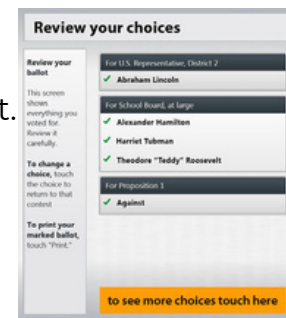 Review your choices
t.
Review your
ballot
This screen
shows
everything you
voted for.
Review it
carefully.
To change a
choice, touch
the choice to
return to that
contest
To print your
marked ballot,
touch "Print."
For U.S. Representative, District 2
Abraham Lincoln
For School Board, at large
Alexander Hamilton
Harriet Tubman
Theodore "Teddy" Roosevelt
For Proposition 1
Against
to see more choices touch here